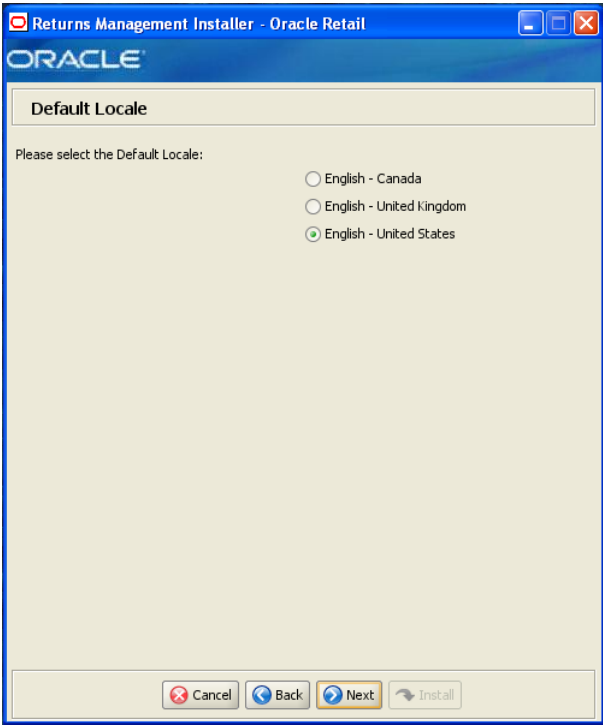 Returns Management Installer - Oracle Retail
ORACLE
Default Locale
Please select the Default Locale:
English - Canada
English - United Kingdom
English - United States
Cancel
Back
Next
Install